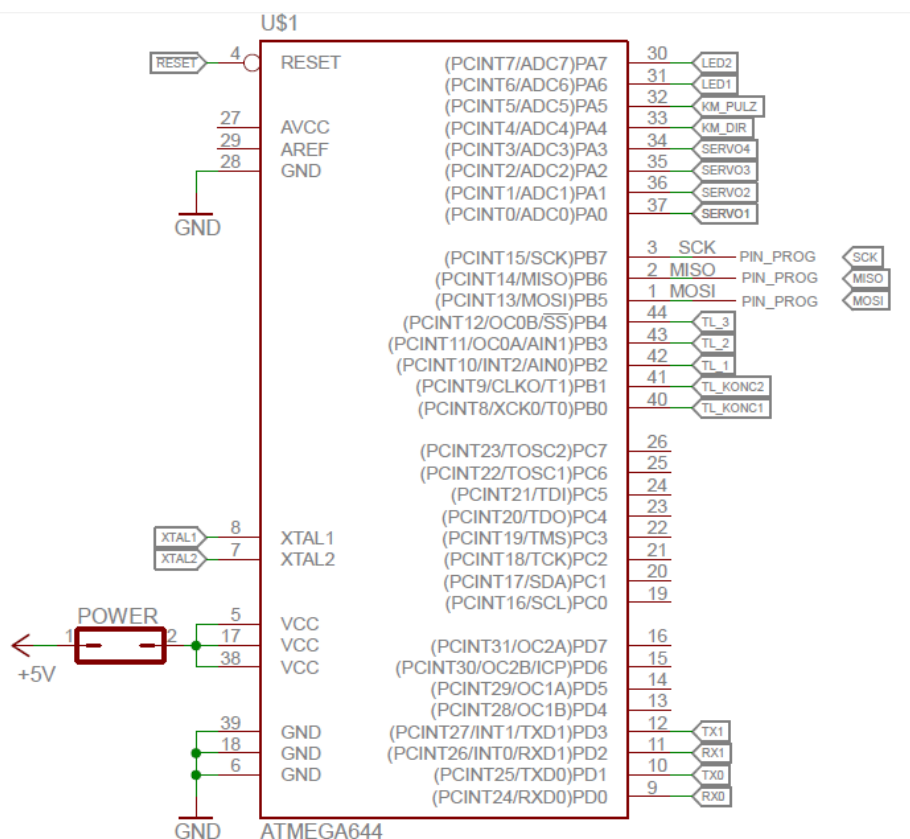 U$1
RESET 4 RESET (PCINT7/ADC7)PA7 30 LED2
(PCINT6/ADC6)PA6 31 LED1
(PCINT5/ADC5)PA5 32 KM_PULZ
27 AVCC (PCINT4/ADC4)PA4 33 KM_DIR
29 AREF (PCINT3/ADC3)PA3 34 SERVO4
28 GND (PCINT2/ADC2)PA2 35 SERVO3
(PCINT1/ADC1)PA1 36 SERVO2
GND (PCINT0/ADC0)PA0 37 SERVO1
(PCINT15/SCK)PB7 3 SCK PIN_PROG SCK
(PCINT14/MISO)PB6 2 MISO PIN_PROG MISO
(PCINT13/MOSI)PB5 1 MOSI PIN_PROG MOSI
(PCINT12/OC0B/SS)PB4 44 TL_3
(PCINT11/OC0A/AIN1)PB3 43 TL_2
(PCINT10/INT2/AIN0)PB2 42 TL_1
(PCINT9/CLKO/T1)PB1 41 TL_KONC2
(PCINT8/XCK0/T0)PB0 40 TL_KONC1
(PCINT23/TOSC2)PC7 26
(PCINT22/TOSC1)PC6 25
(PCINT21/TDI)PC5 24
(PCINT20/TDO)PC4 23
XTAL1 8 XTAL1 (PCINT19/TMS)PC3 22
XTAL2 7 XTAL2 (PCINT18/TCK)PC2 21
(PCINT17/SDA)PC1 20
(PCINT16/SCL)PC0 19
POWER 5 VCC
1 2 17 VCC (PCINT31/OC2A)PD7 16
+5V 38 VCC (PCINT30/OC2B/ICP)PD6 15
(PCINT29/OC1A)PD5 14
(PCINT28/OC1B)PD4 13
39 GND (PCINT27/INT1/TXD1)PD3 12 TX1
18 GND (PCINT26/INT0/RXD1)PD2 11 RX1
6 GND (PCINT25/TXD0)PD1 10 TX0
(PCINT24/RXD0)PD0 9 RX0
GND ATMEGA644